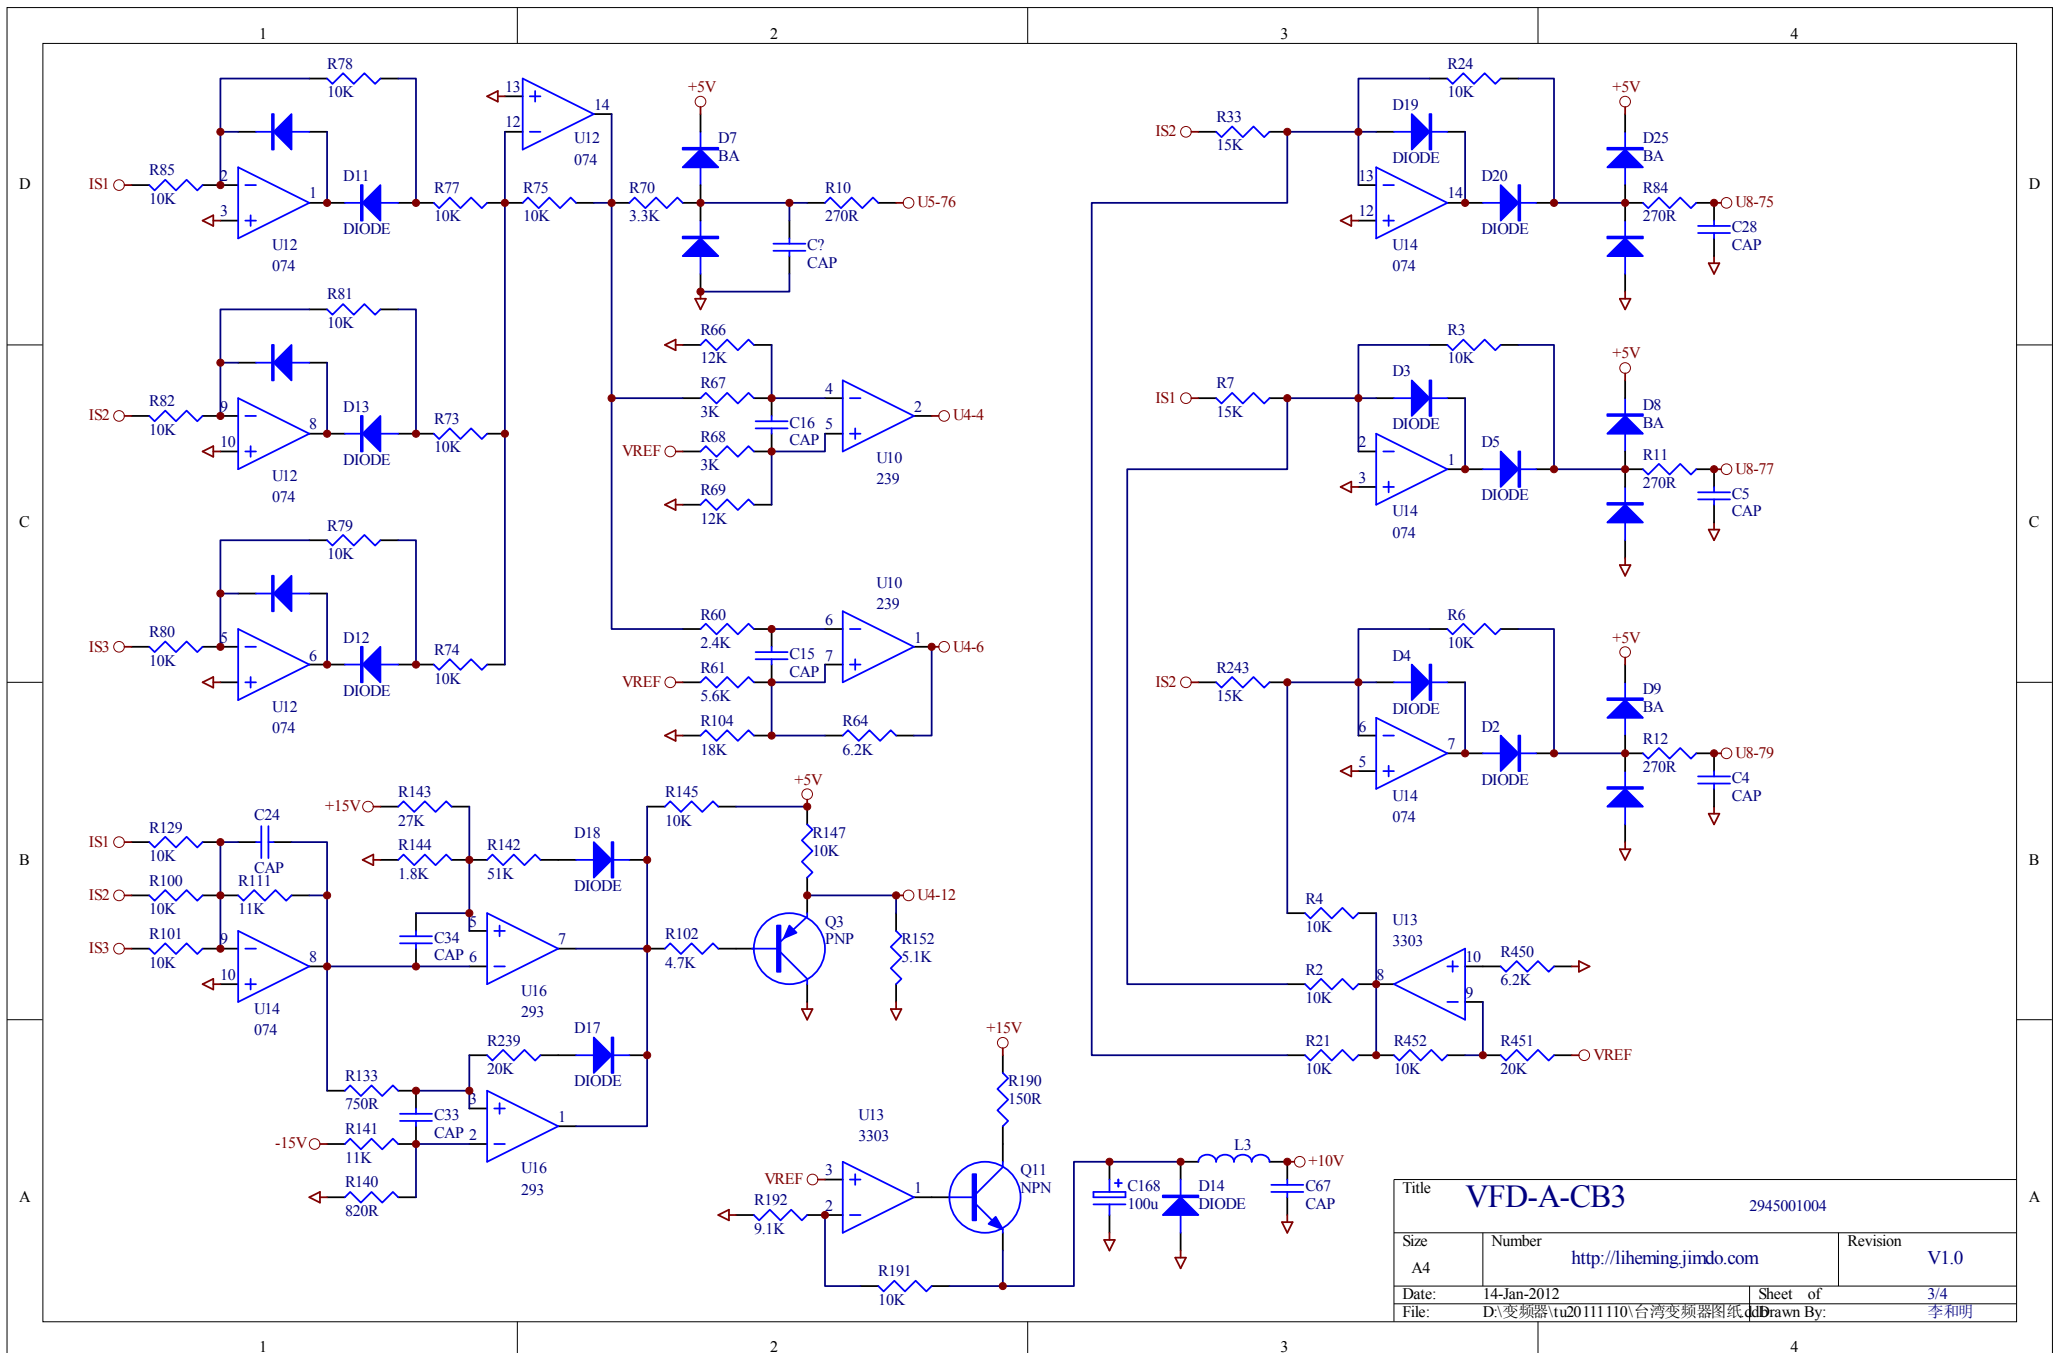 1 2 3 4
D
R78
10K
R85
10K
IS1
2
3
1
D11
DIODE
R77
10K
U12
074
13
12
14
U12
074
R75
10K
R70
3.3K
+5V
D7
BA
R10
270R
U5-76
C?
CAP
R81
10K
IS2
R82
10K
9
10
8
D13
DIODE
R73
10K
U12
074
R66
12K
R67
3K
C16
CAP
VREF
R68
3K
R69
12K
4
5
2
U4-4
U10
239
C
R79
10K
IS3
R80
10K
5
6
D12
DIODE
R74
10K
U12
074
U10
239
R60
2.4K
C15
CAP
VREF
R61
5.6K
6
7
1
U4-6
R104
18K
R64
6.2K
IS2
R33
15K
R24
10K
D19
DIODE
13
12
14
D20
DIODE
U14
074
+5V
D25
BA
R84
270R
U8-75
C28
CAP
D
IS1
R7
15K
R3
10K
D3
DIODE
2
3
1
D5
DIODE
U14
074
+5V
D8
BA
R11
270R
U8-77
C5
CAP
C
IS2
R243
15K
R6
10K
D4
DIODE
6
5
7
D2
DIODE
U14
074
+5V
D9
BA
R12
270R
U8-79
C4
CAP
B
IS1
R129
10K
C24
CAP
IS2
R100
10K
R111
11K
IS3
R101
10K
9
10
8
U14
074
+15V
R143
27K
R144
1.8K
R142
51K
D18
DIODE
C34
CAP
5
6
7
U16
293
R145
10K
+5V
R147
10K
U4-12
R102
4.7K
Q3
PNP
R152
5.1K
R239
20K
D17
DIODE
R133
750R
C33
CAP
3
2
1
-15V
R141
11K
R140
820R
U16
293
R4
10K
U13
3303
R2
10K
8
10
9
R450
6.2K
R21
10K
R452
10K
R451
20K
VREF
B
A
+15V
R190
150R
U13
3303
VREF
3
2
1
R192
9.1K
Q11
NPN
R191
10K
C168
100u
D14
DIODE
L3
+10V
C67
CAP
A
Title VFD-A-CB3 2945001004
Size Number Revision
A4 http://liheming.jimdo.com V1.0
Date: 14-Jan-2012 Sheet of 3/4
File: D:\变频器\tu20111110\台湾变频器图纸.ddb Drawn By: 李和明
1 2 3 4